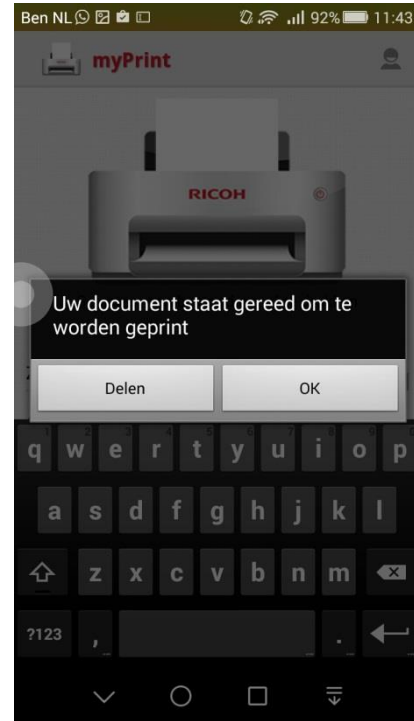 Ben NL 92% 11:43
myPrint
RICOH
©
Uw document staat gereed om te
worden geprint
Delen OK
q w e r t y u i o p
a s d f g h j k l
z x c v b n m
?123 , .